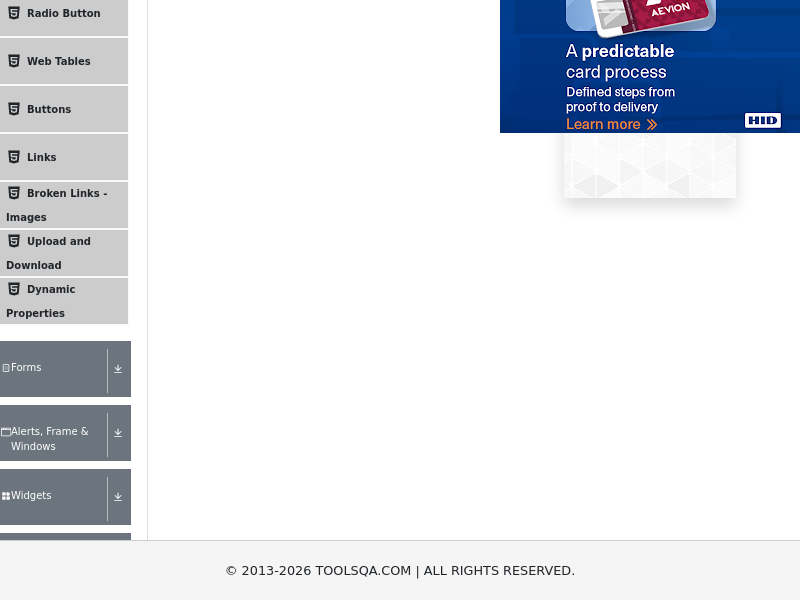 Radio Button
Web Tables
Buttons
Links
Broken Links -
Images
Upload and
Download
Dynamic
Properties
Forms
Alerts, Frame &
Windows
Widgets
AEVION
A predictable
card process
Defined steps from
proof to delivery
Learn more
HID
© 2013-2026 TOOLSQA.COM | ALL RIGHTS RESERVED.